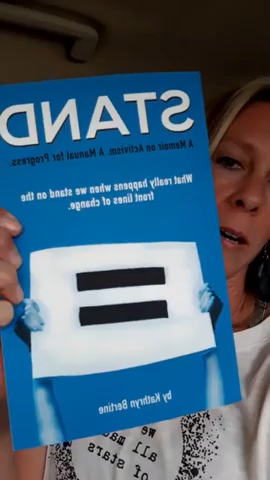 STAND
A Memoir on Activism. A Manual for Progress.
What really happens when we stand on the
front lines of change.
by Kathryn Bertine
we
all ma
of stars